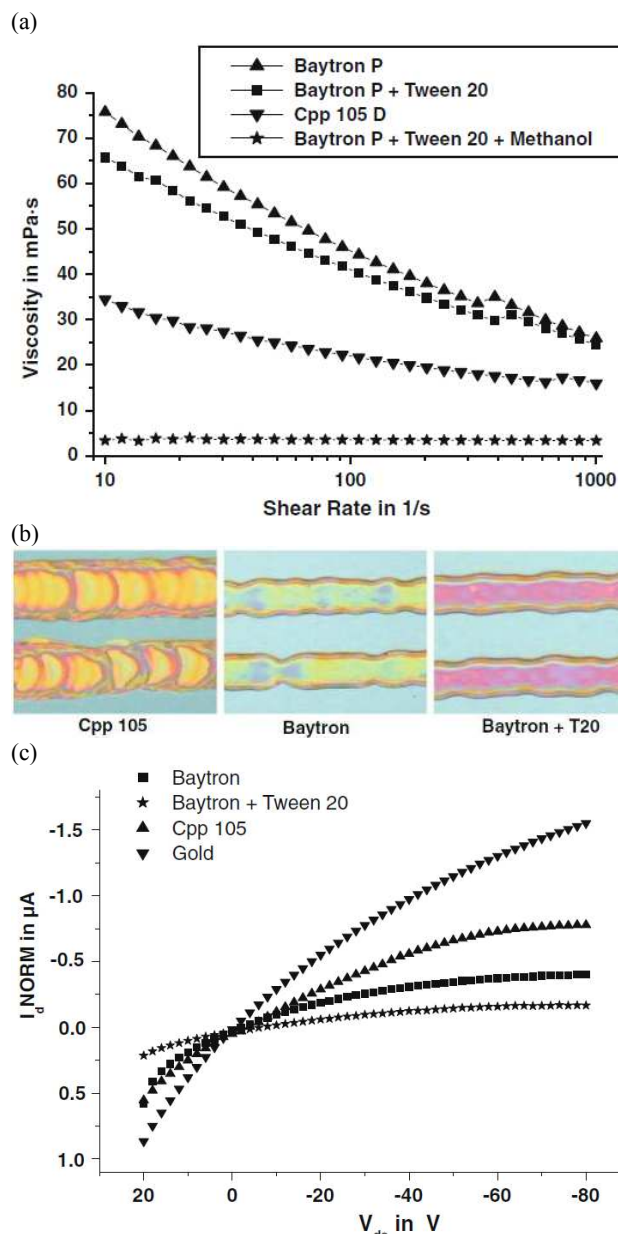 (a)
Baytron P
Baytron P + Tween 20
Cpp 105 D
Baytron P + Tween 20 + Methanol
80
70
60
50
40
30
20
10
0
Viscosity in mPa·s
10
100
1000
Shear Rate in 1/s
(b)
Cpp 105
Baytron
Baytron + T20
(c)
Baytron
Baytron + Tween 20
Cpp 105
Gold
-1.5
-1.0
-0.5
0.0
0.5
1.0
I_d NORM in µA
20
0
-20
-40
-60
-80
V_ds in V